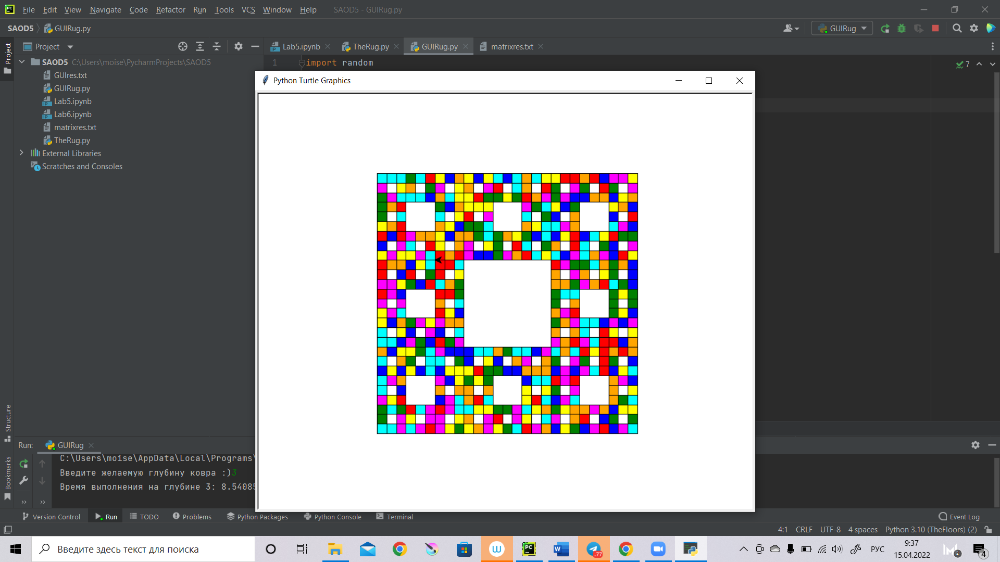 File Edit View Navigate Code Refactor Run Tools VCS Window Help SAOD5 - GUIRug.py
SAOD5 GUIRug.py GUIRug
Project Lab5.ipynb TheRug.py GUIRug.py matrixres.txt
Project
SAOD5 C:\Users\moise\PycharmProjects\SAOD5
GUIres.txt
GUIRug.py
Lab5.ipynb
Lab6.ipynb
matrixres.txt
TheRug.py
External Libraries
Scratches and Consoles
1 import random
7
Python Turtle Graphics
Structure
Bookmarks
Run: GUIRug
C:\Users\moise\AppData\Local\Programs\
Введите желаемую глубину ковра :)3
Время выполнения на глубине 3: 8.54085
Version Control Run TODO Problems Python Packages Python Console Terminal Event Log
4:1 CRLF UTF-8 4 spaces Python 3.10 (TheFloors) (2)
Введите здесь текст для поиска
РУС
9:37
15.04.2022